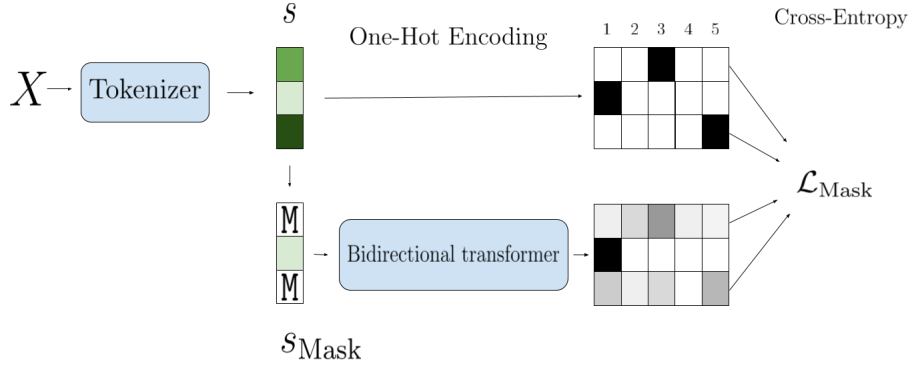 s
Cross-Entropy
One-Hot Encoding
1 2 3 4 5
X
Tokenizer
ℒ_Mask
M
Bidirectional transformer
M
s_Mask